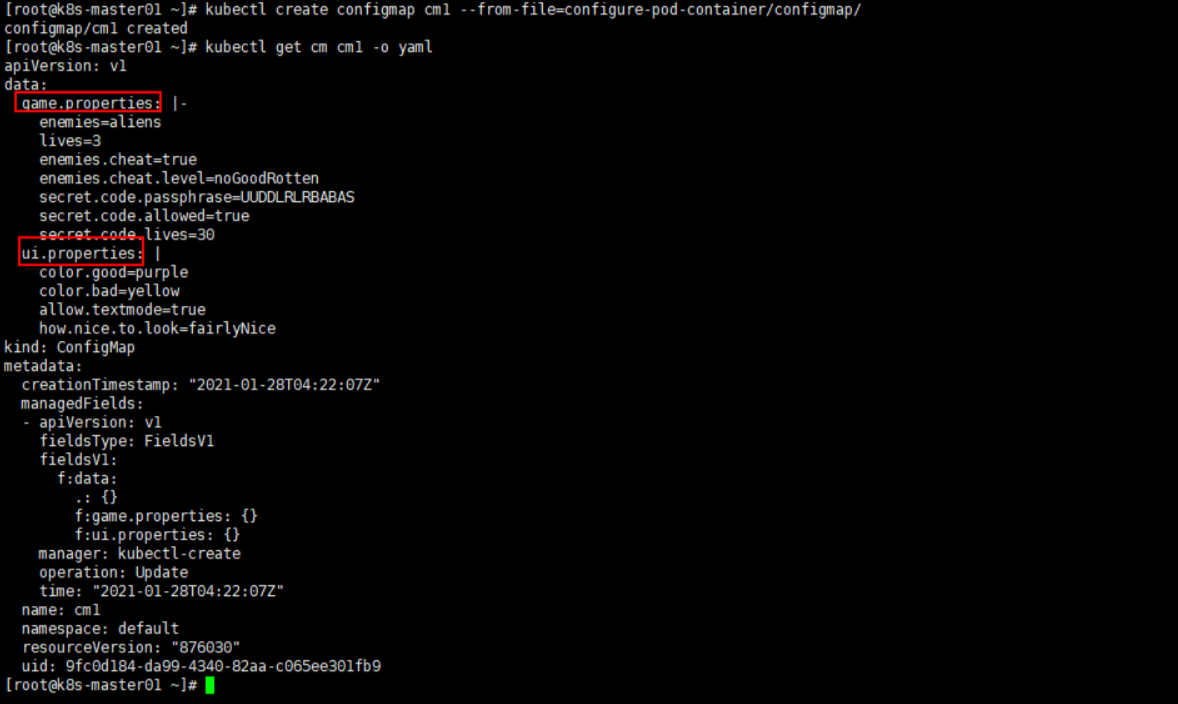 [root@k8s-master01 ~]# kubectl create configmap cm1 --from-file=configure-pod-container/configmap/
configmap/cm1 created
[root@k8s-master01 ~]# kubectl get cm cm1 -o yaml
apiVersion: v1
data:
  game.properties: |-
    enemies=aliens
    lives=3
    enemies.cheat=true
    enemies.cheat.level=noGoodRotten
    secret.code.passphrase=UUDDLRLRBABAS
    secret.code.allowed=true
    secret.code.lives=30
  ui.properties: |
    color.good=purple
    color.bad=yellow
    allow.textmode=true
    how.nice.to.look=fairlyNice
kind: ConfigMap
metadata:
  creationTimestamp: "2021-01-28T04:22:07Z"
  managedFields:
  - apiVersion: v1
    fieldsType: FieldsV1
    fieldsV1:
      f:data:
        .: {}
        f:game.properties: {}
        f:ui.properties: {}
    manager: kubectl-create
    operation: Update
    time: "2021-01-28T04:22:07Z"
  name: cm1
  namespace: default
  resourceVersion: "876030"
  uid: 9fc0d184-da99-4340-82aa-c065ee301fb9
[root@k8s-master01 ~]#